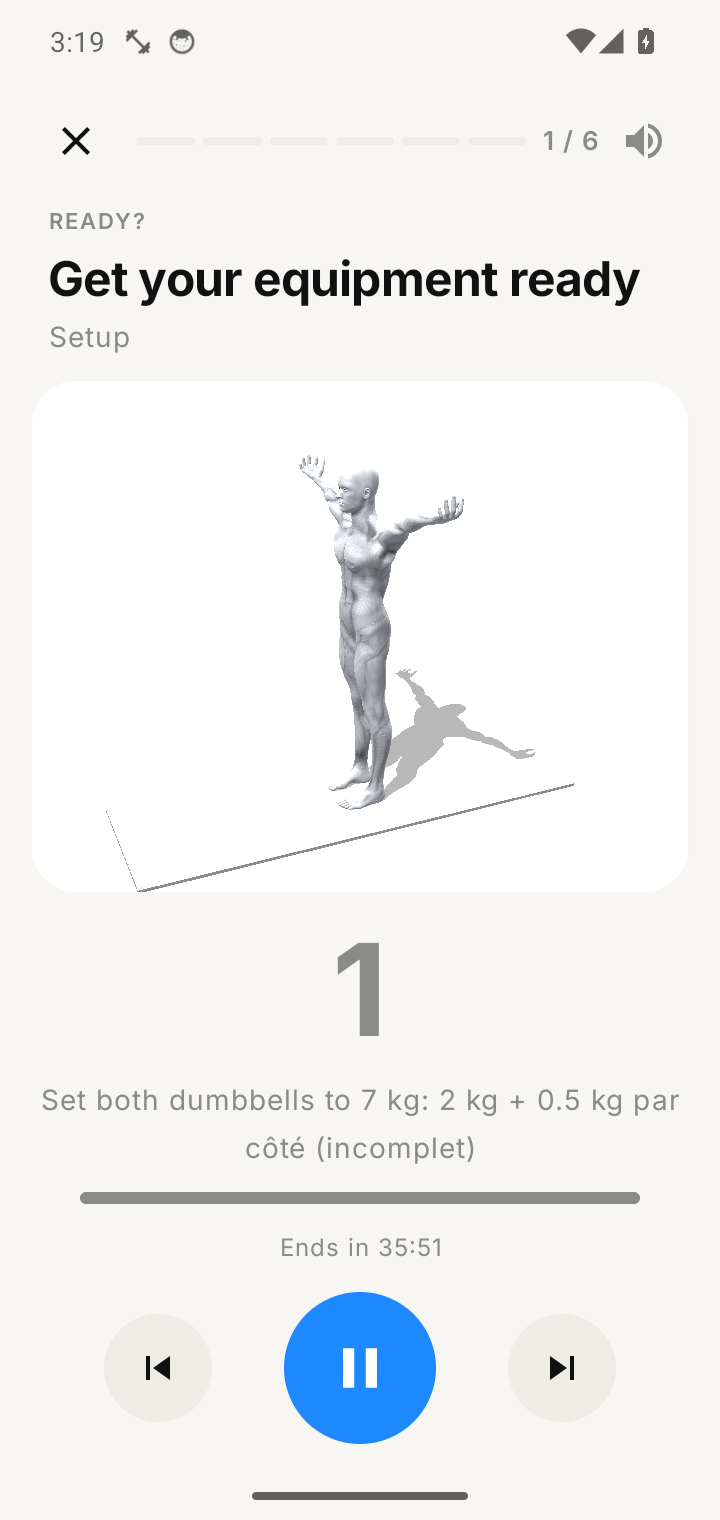 3:19
1 / 6
READY?
Get your equipment ready
Setup
1
Set both dumbbells to 7 kg: 2 kg + 0.5 kg par
côté (incomplet)
Ends in 35:51